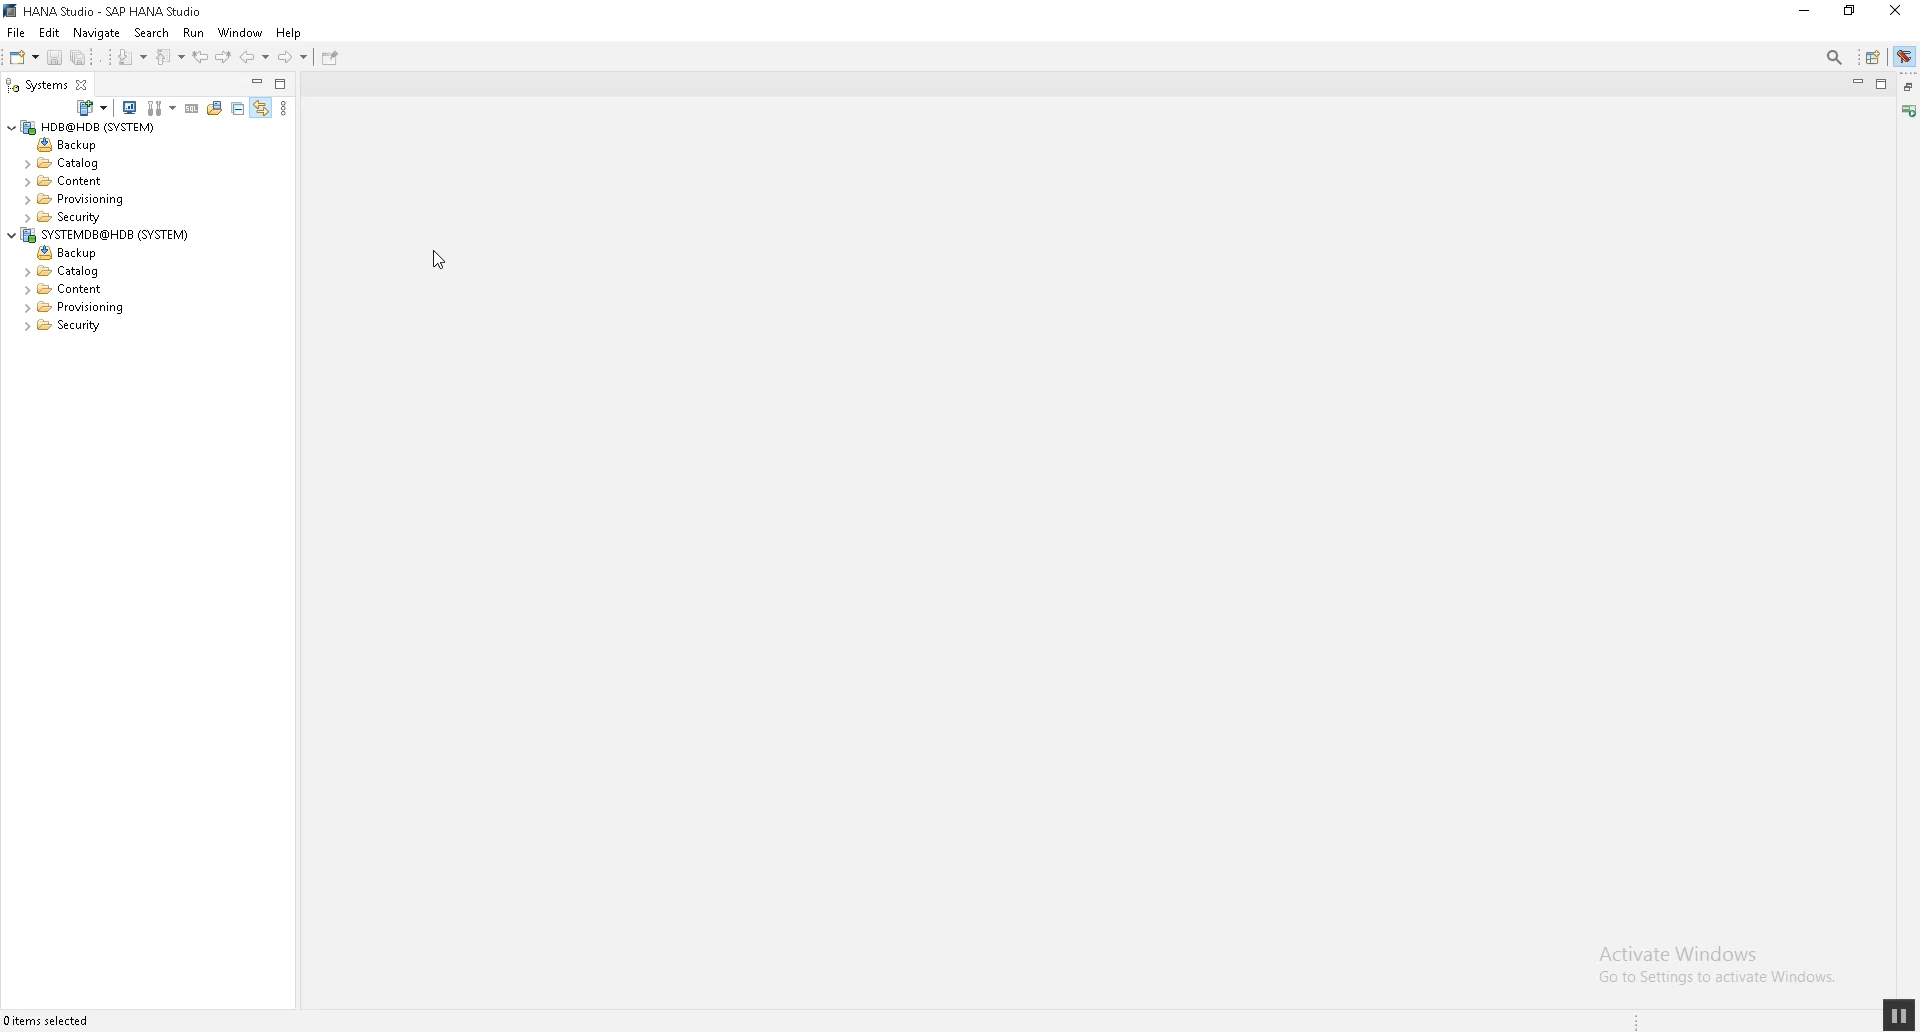 HANA Studio - SAP HANA Studio
File Edit Navigate Search Run Window Help
Systems
HDB@HDB (SYSTEM)
Backup
Catalog
Content
Provisioning
Security
SYSTEMDB@HDB (SYSTEM)
Backup
Catalog
Content
Provisioning
Security
Activate Windows
Go to Settings to activate Windows.
0 items selected